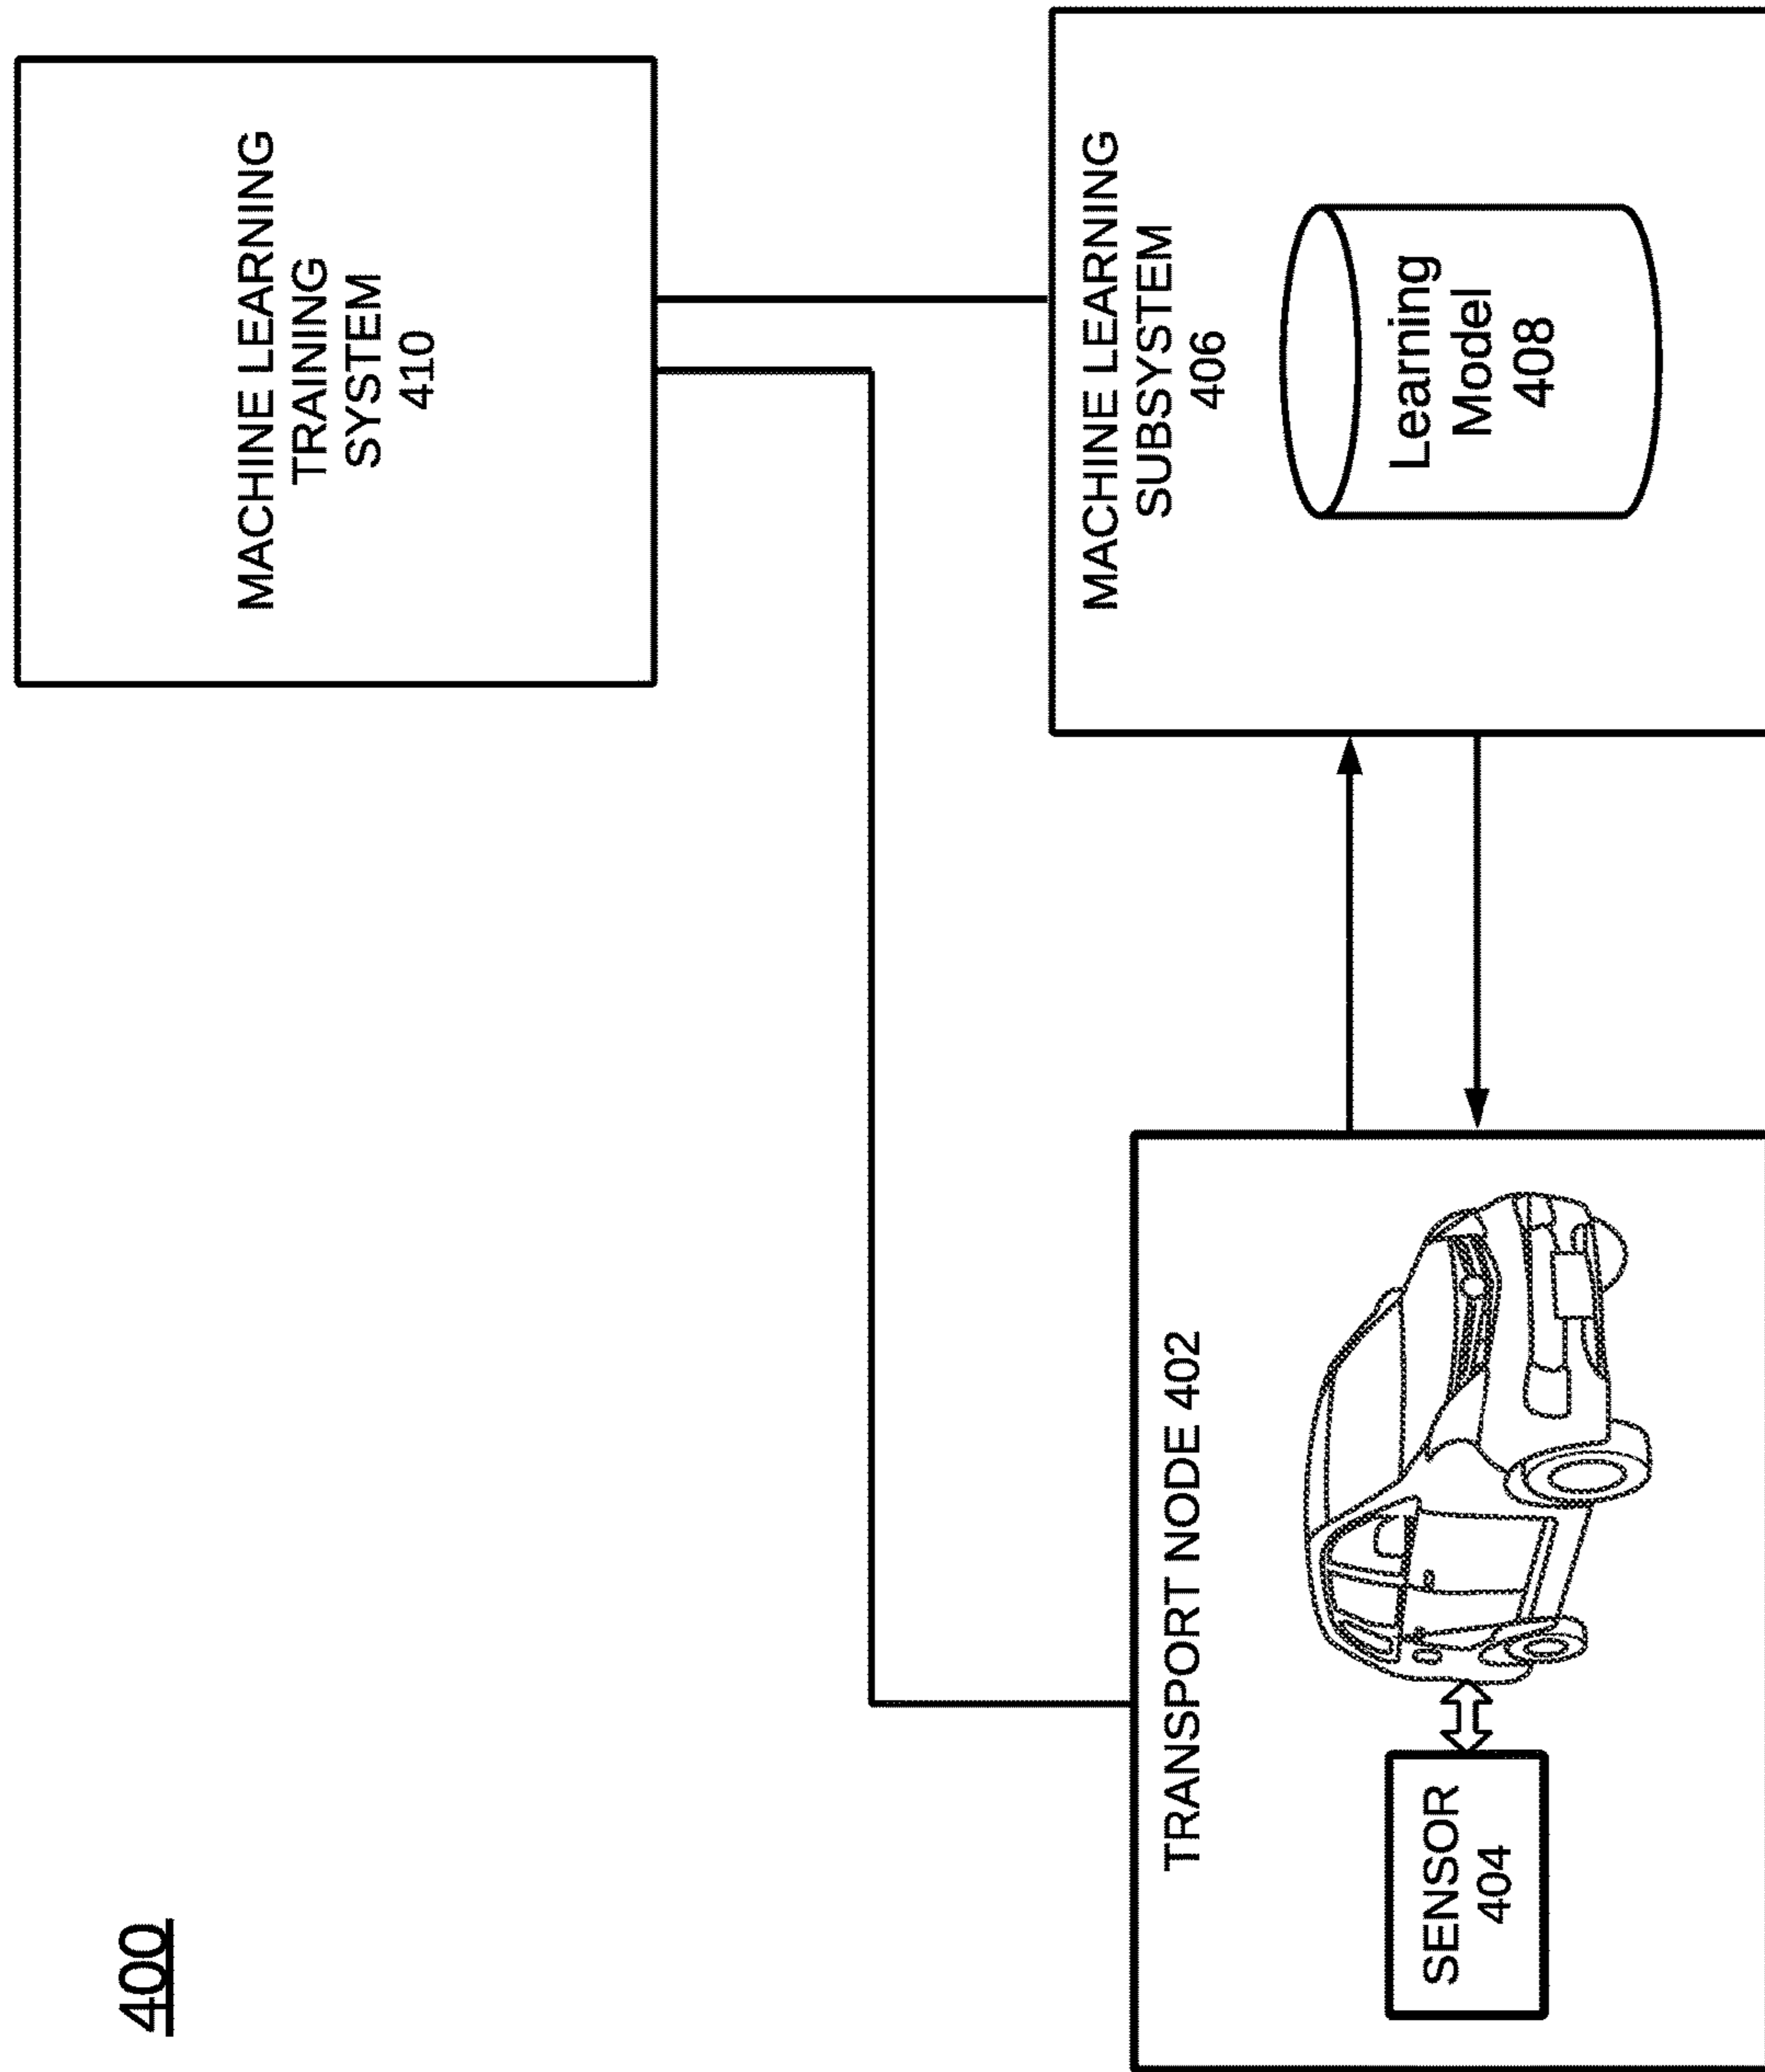 400
MACHINE LEARNING
TRAINING
SYSTEM
410
TRANSPORT NODE 402
SENSOR
404
MACHINE LEARNING
SUBSYSTEM
406
Learning
Model
408